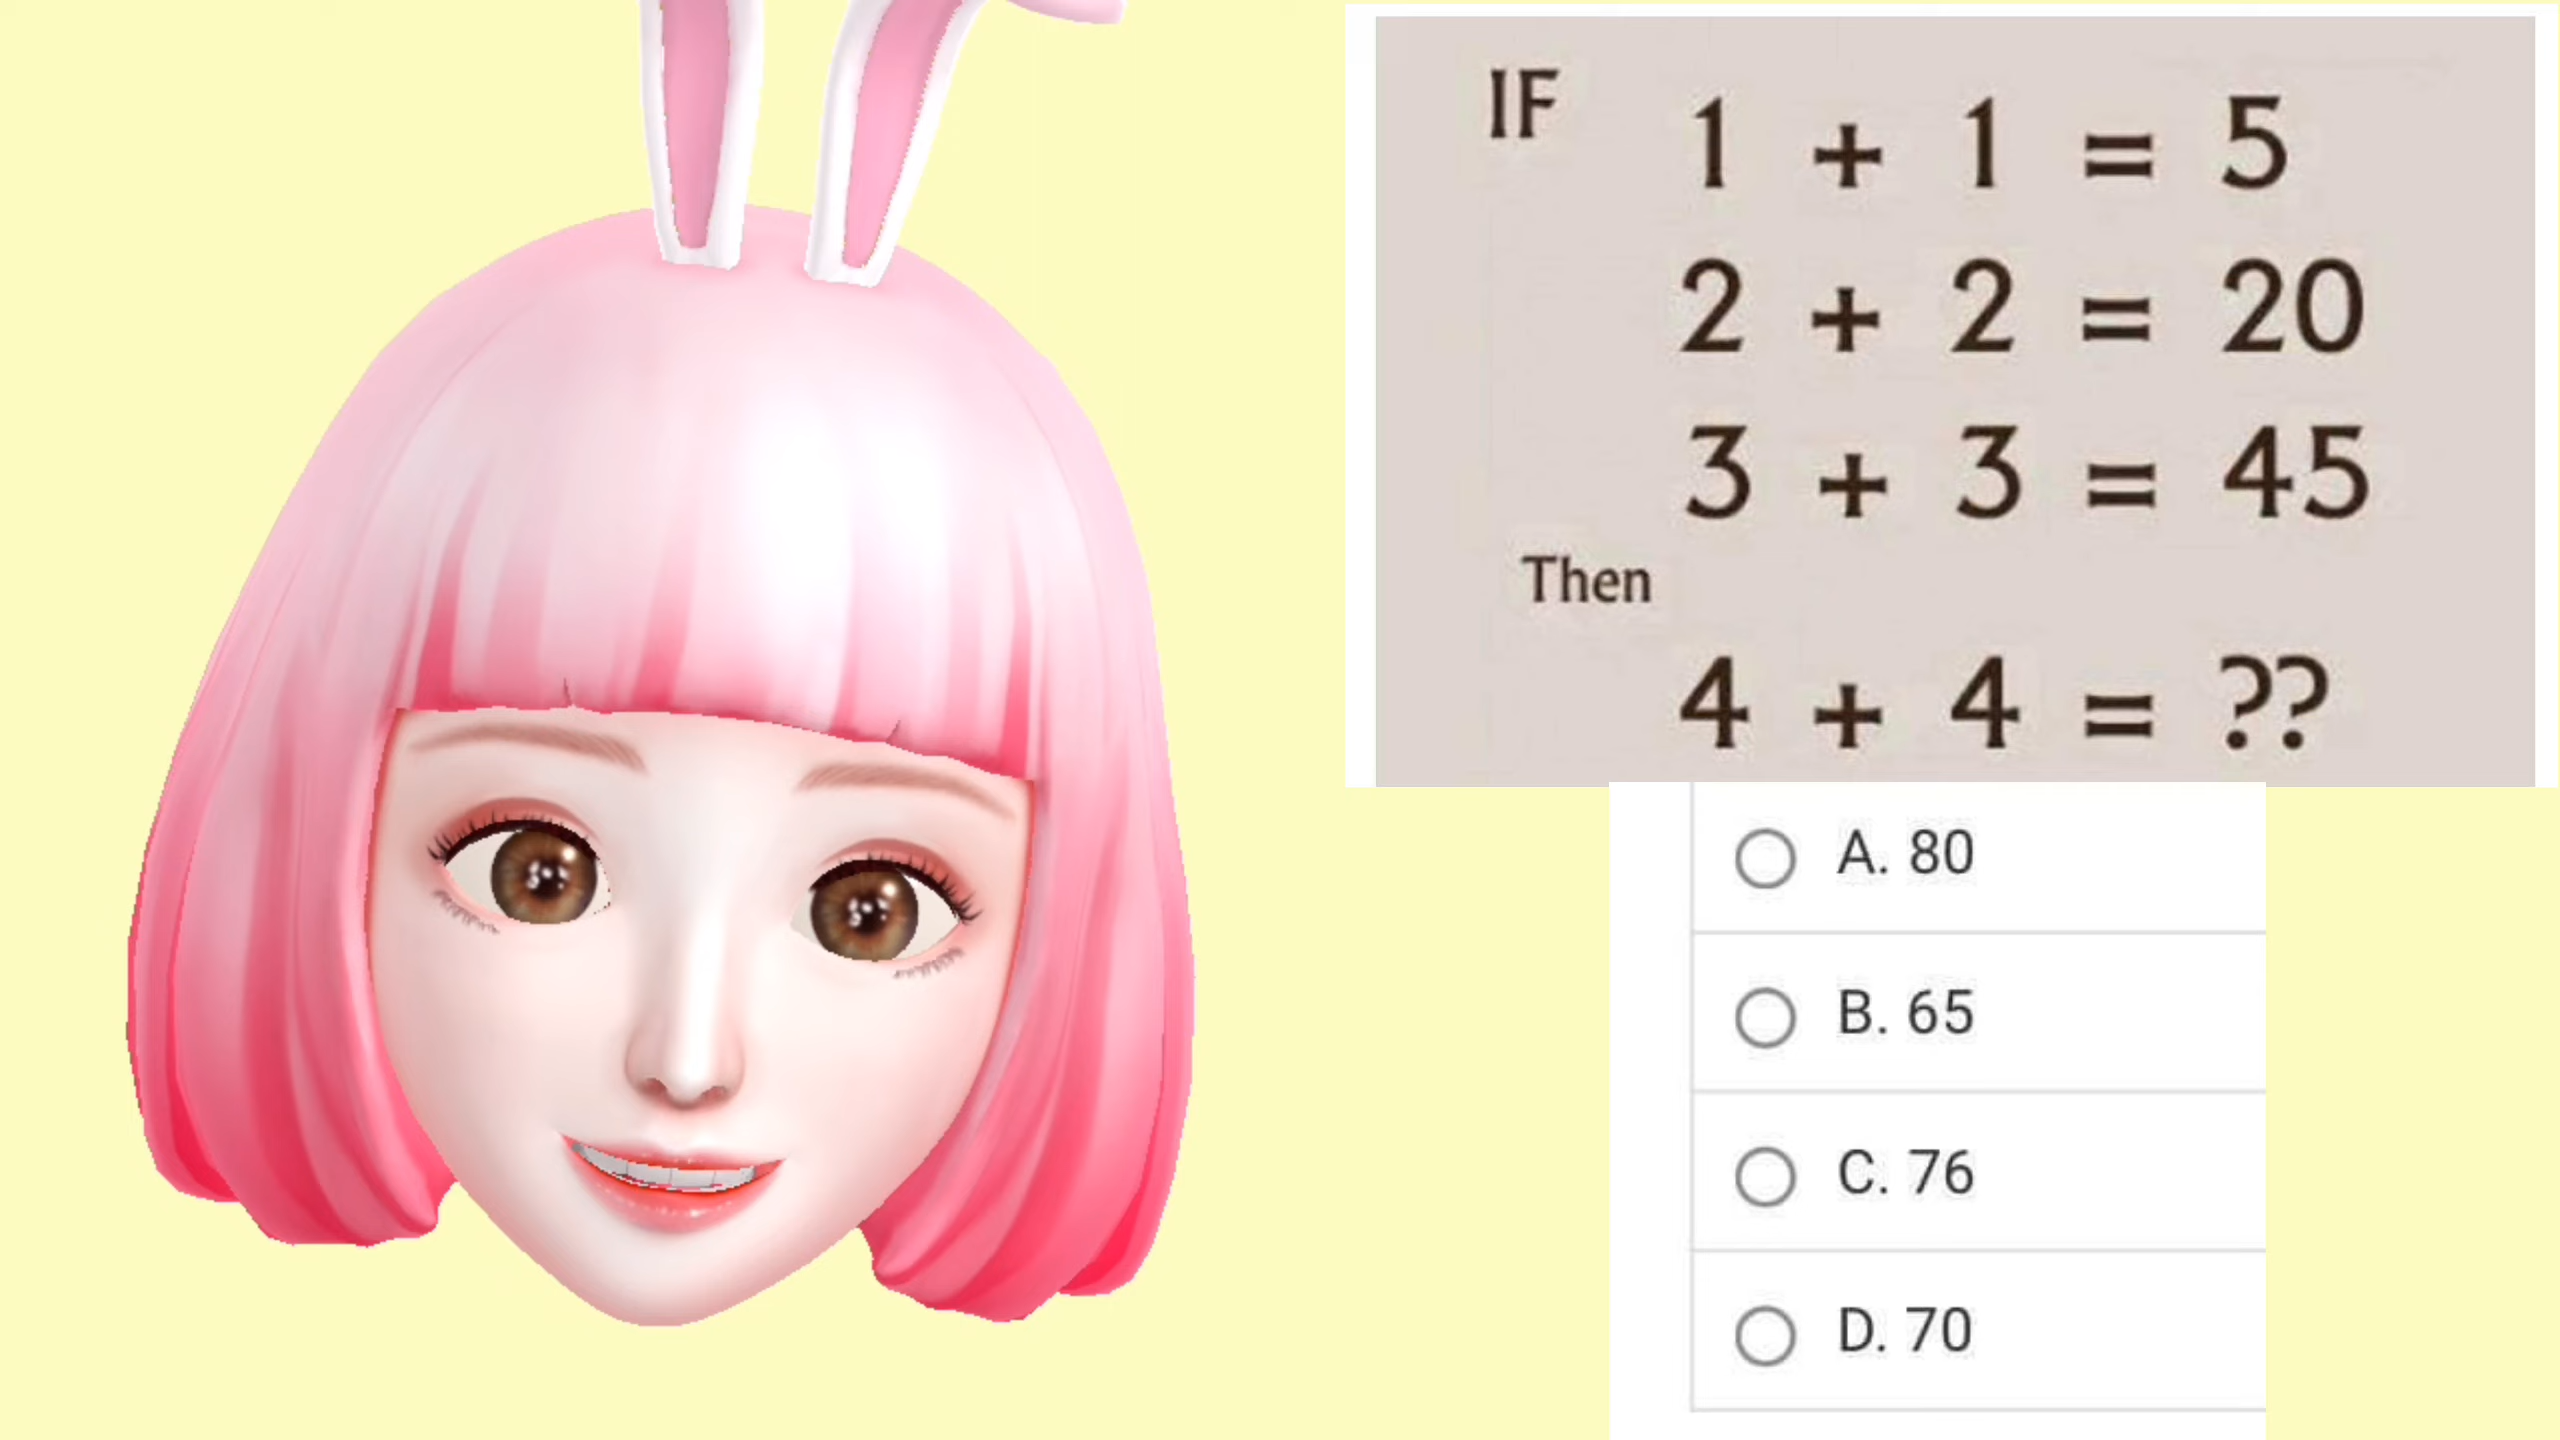 IF 1 + 1 = 5
2 + 2 = 20
3 + 3 = 45
Then
4 + 4 = ??
A. 80
B. 65
C. 76
D. 70